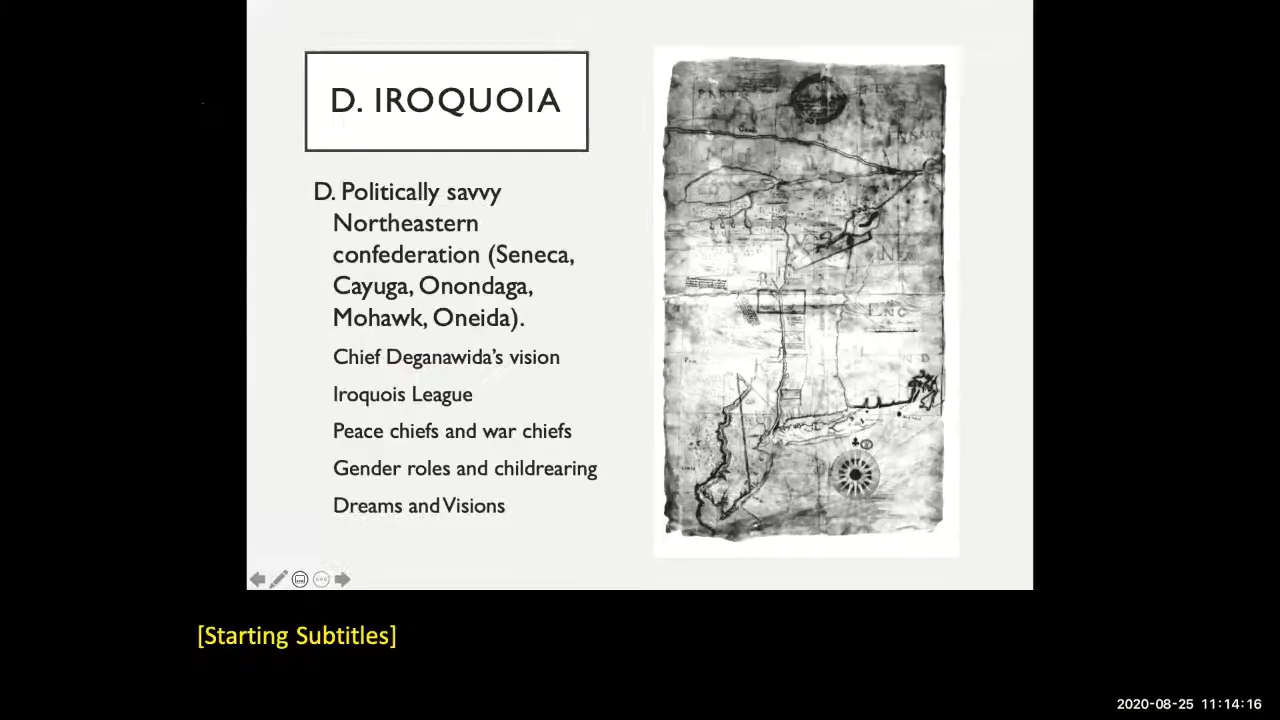 D. IROQUOIA
D. Politically savvy
Northeastern
confederation (Seneca,
Cayuga, Onondaga,
Mohawk, Oneida).
Chief Deganawida's vision
Iroquois League
Peace chiefs and war chiefs
Gender roles and childrearing
Dreams and Visions
[Starting Subtitles]
2020-08-25 11:14:16